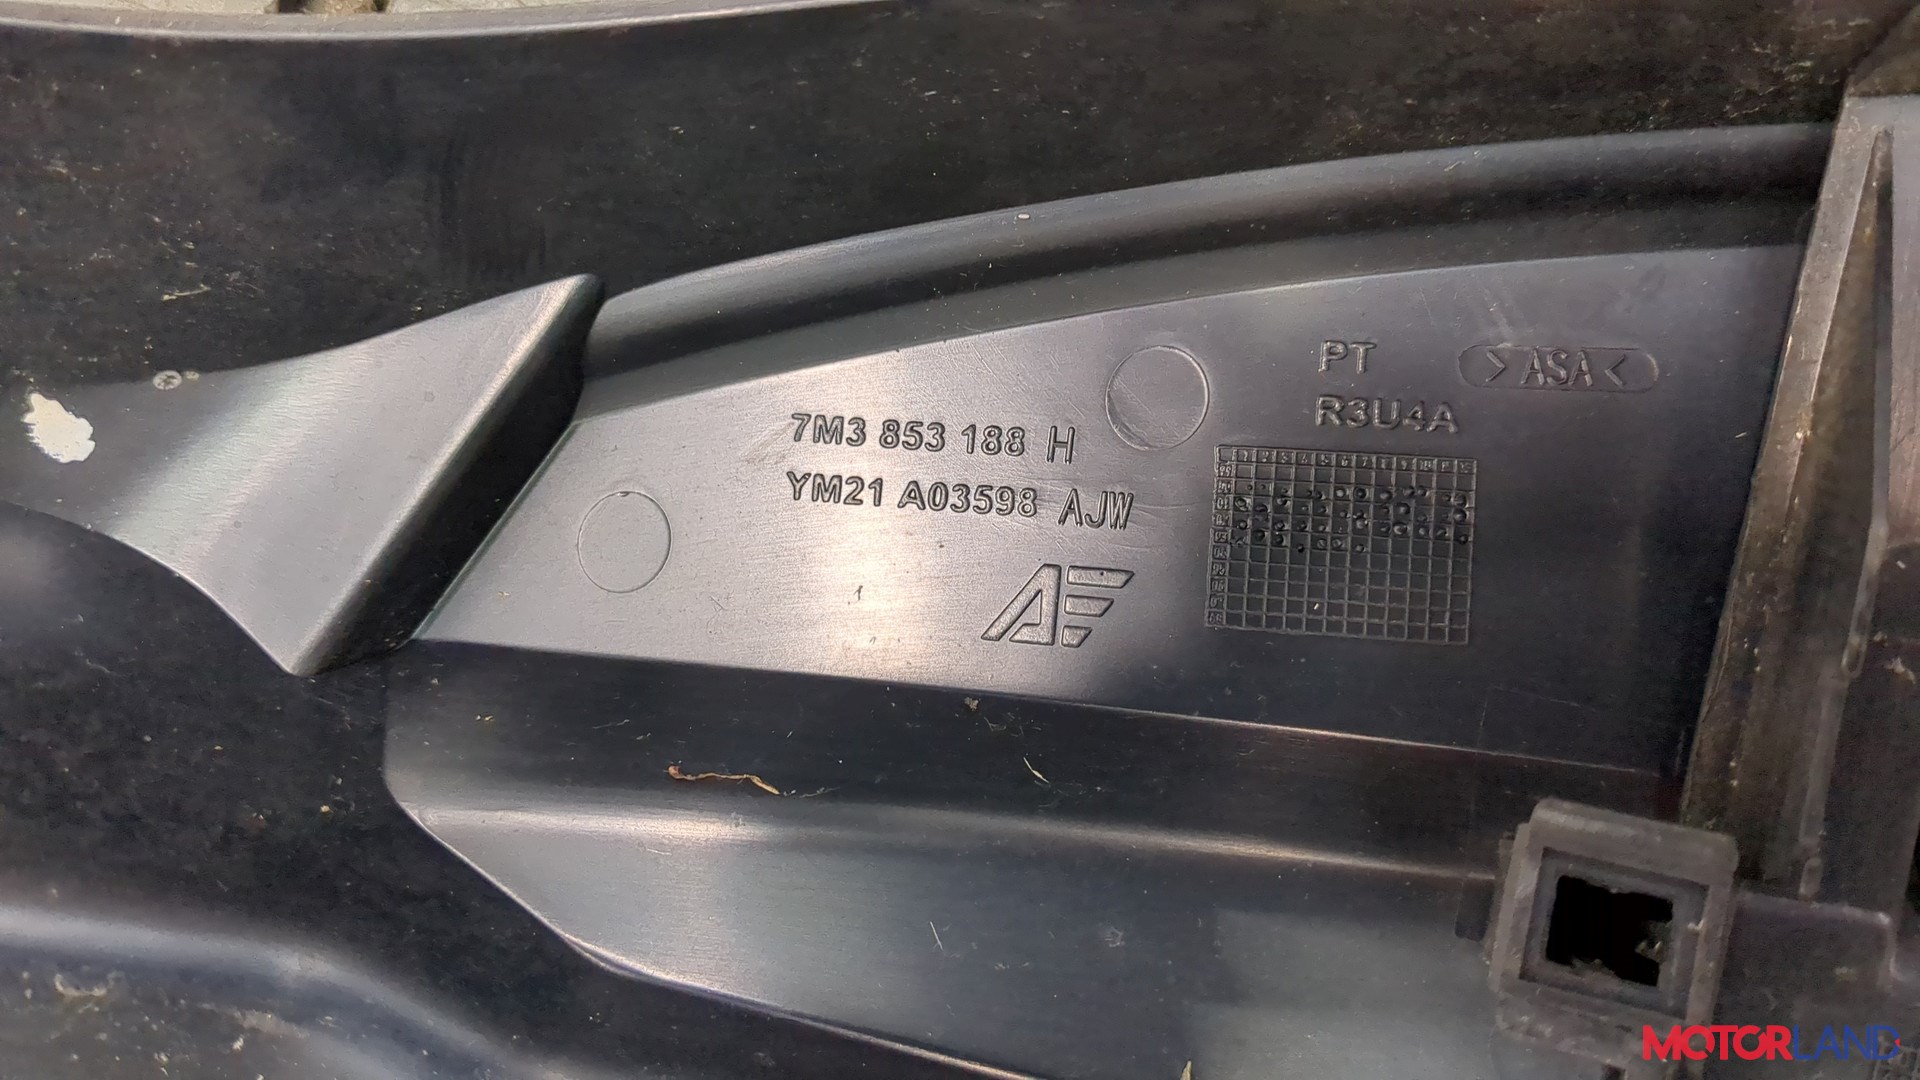 PT
>ASA<
R3U4A
7M3 853 188 H
YM21 A03598 AJW
AF
MOTORLAND